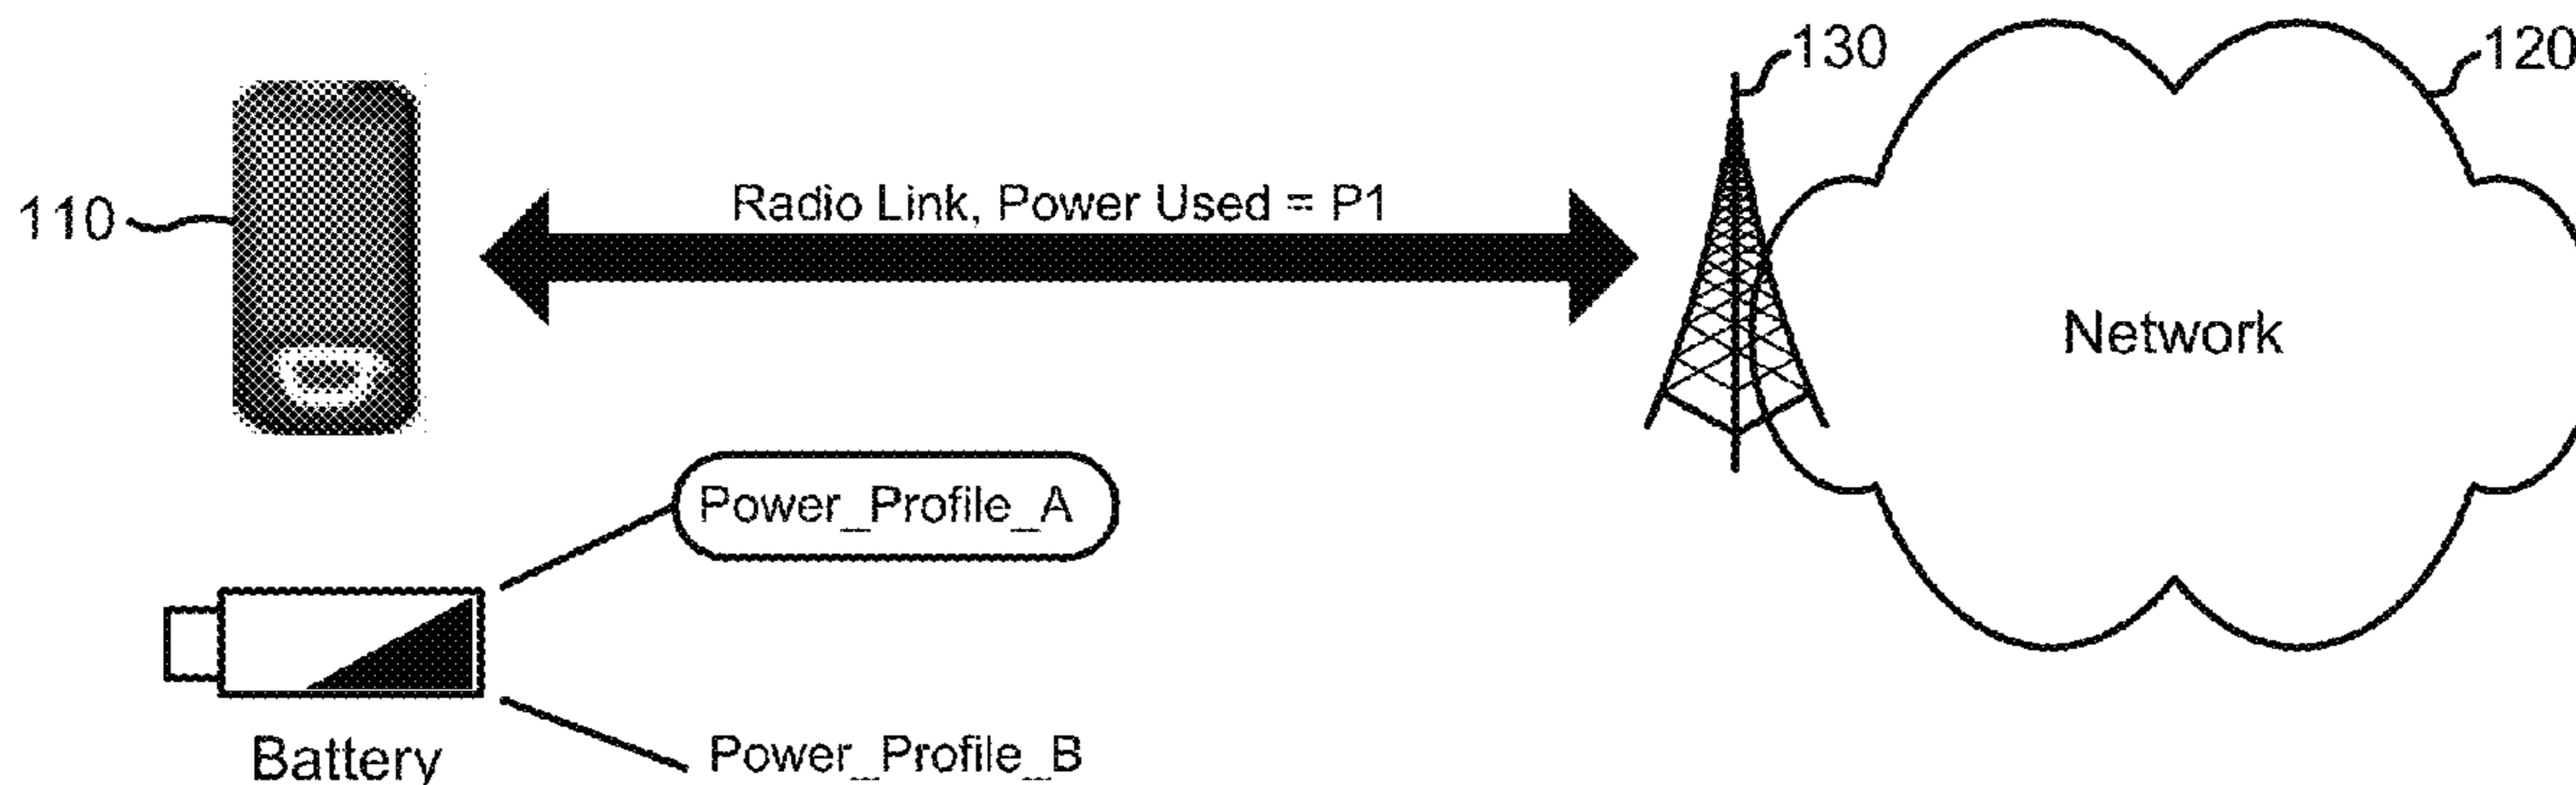 130
120
110
Radio Link, Power Used = P1
Network
Power_Profile_A
Battery
Power_Profile_B